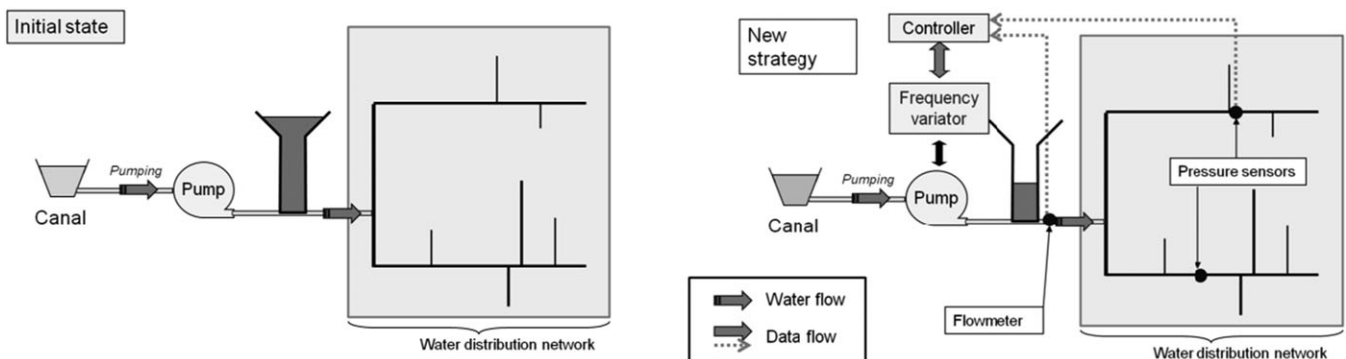 Initial state
Pumping
Pump
Canal
Water distribution network
New
strategy
Controller
Frequency
variator
Pumping
Pump
Canal
Pressure sensors
Water flow
Data flow
Flowmeter
Water distribution network